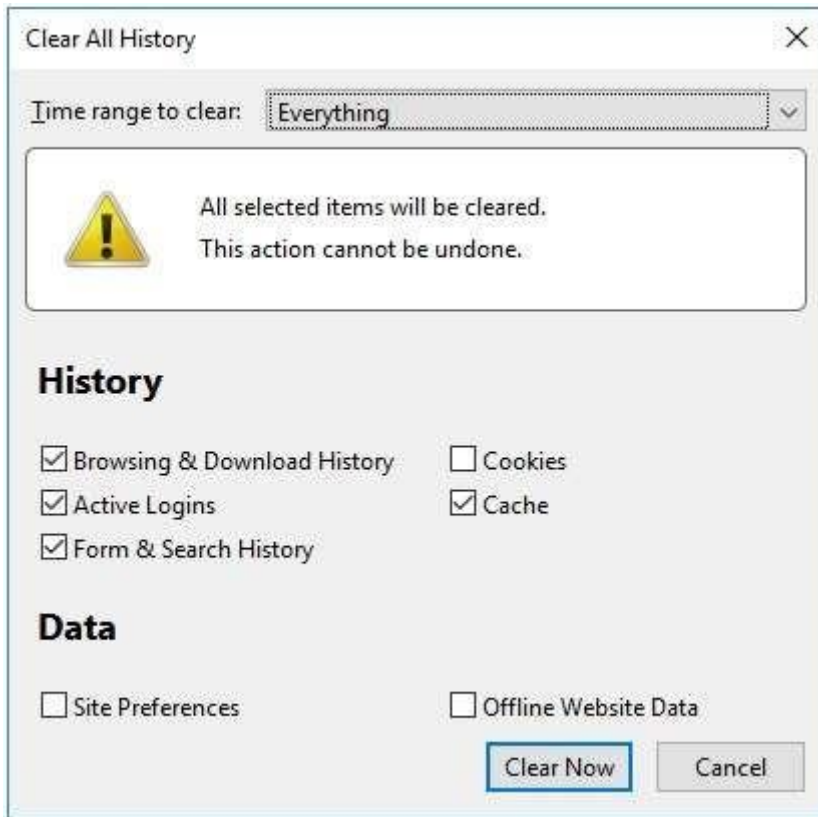 Clear All History
Time range to clear: Everything
All selected items will be cleared.
This action cannot be undone.
History
Browsing & Download History Cookies
Active Logins Cache
Form & Search History
Data
Site Preferences Offline Website Data
Clear Now Cancel